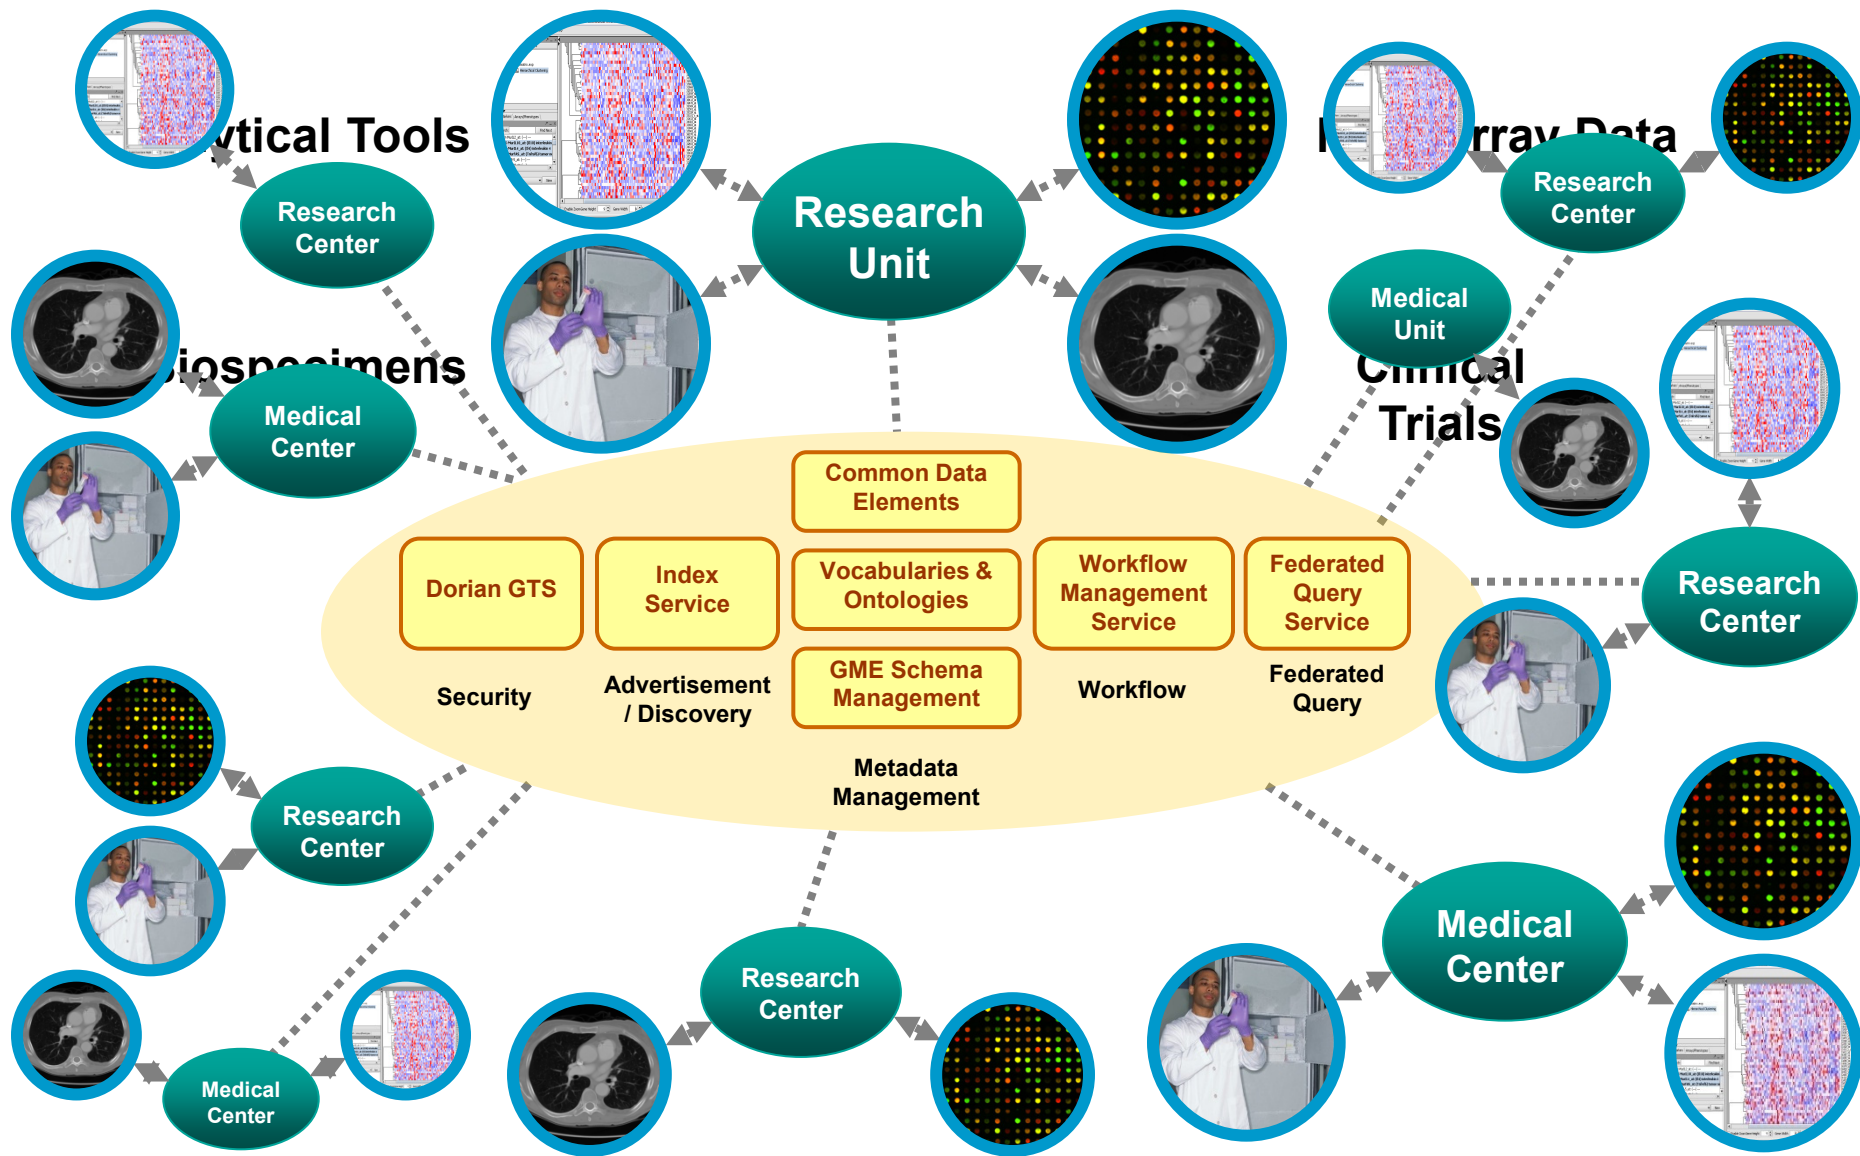 ytical Tools
rray Data
Research
Center
Research
Unit
Research
Center
Medical
Unit
iospecimens
Clinical
Trials
Medical
Center
Common Data
Elements
Dorian GTS
Index
Service
Vocabularies &
Ontologies
Workflow
Management
Service
Federated
Query
Service
Research
Center
GME Schema
Management
Security
Advertisement
/ Discovery
Workflow
Federated
Query
Metadata
Management
Research
Center
Medical
Center
Research
Center
Medical
Center